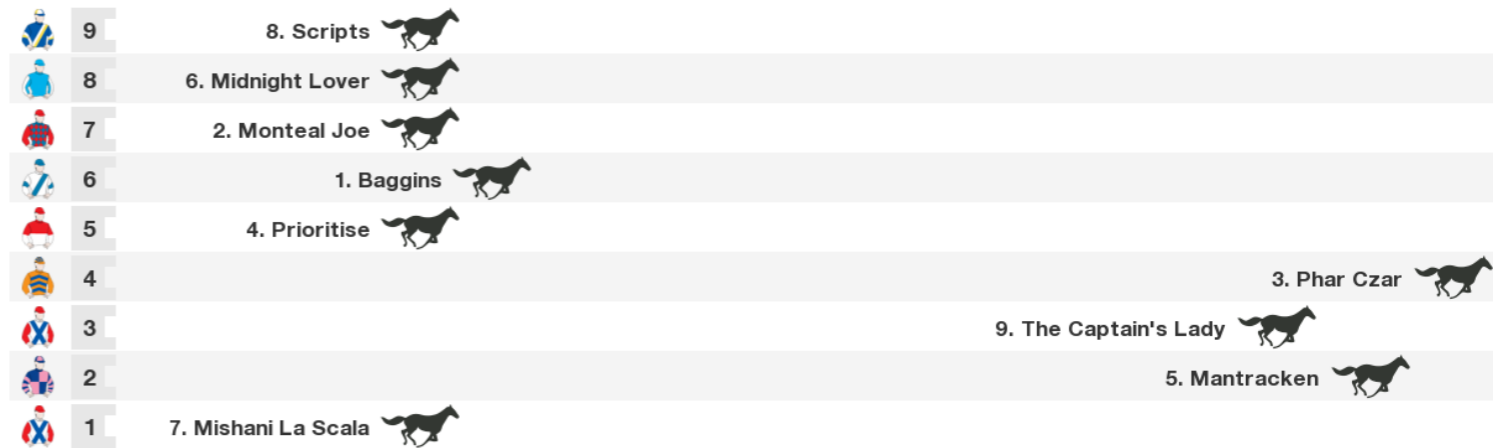 9 8. Scripts
8 6. Midnight Lover
7 2. Monteal Joe
6 1. Baggins
5 4. Prioritise
4 3. Phar Czar
3 9. The Captain's Lady
2 5. Mantracken
1 7. Mishani La Scala